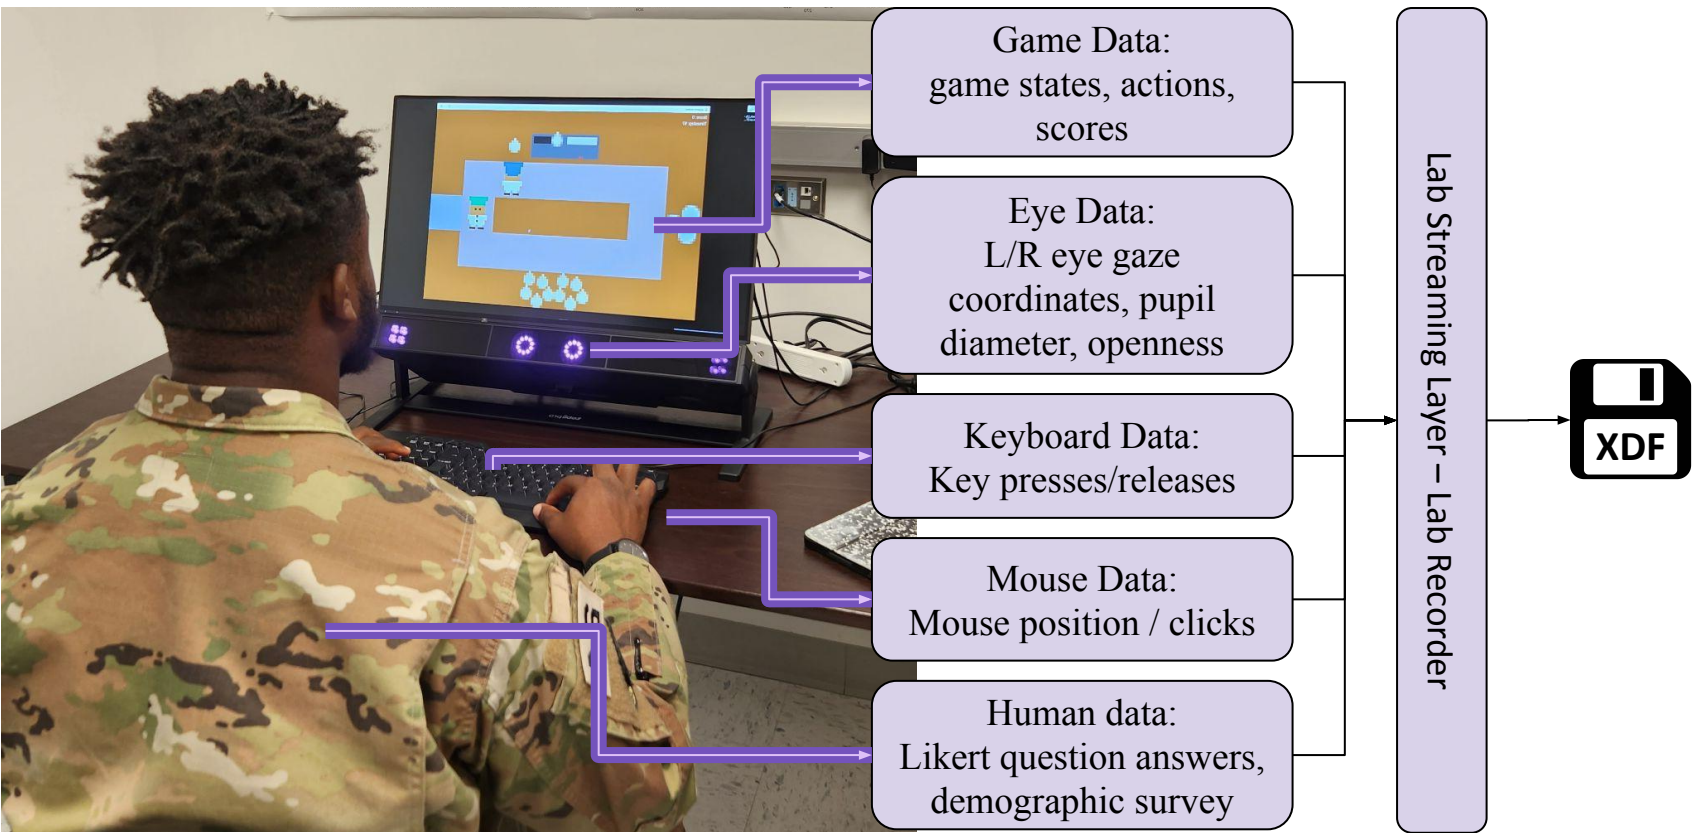 Game Data:
game states, actions,
scores
Eye Data:
L/R eye gaze
coordinates, pupil
diameter, openness
Keyboard Data:
Key presses/releases
Mouse Data:
Mouse position / clicks
Human data:
Likert question answers,
demographic survey
Lab Streaming Layer – Lab Recorder
XDF